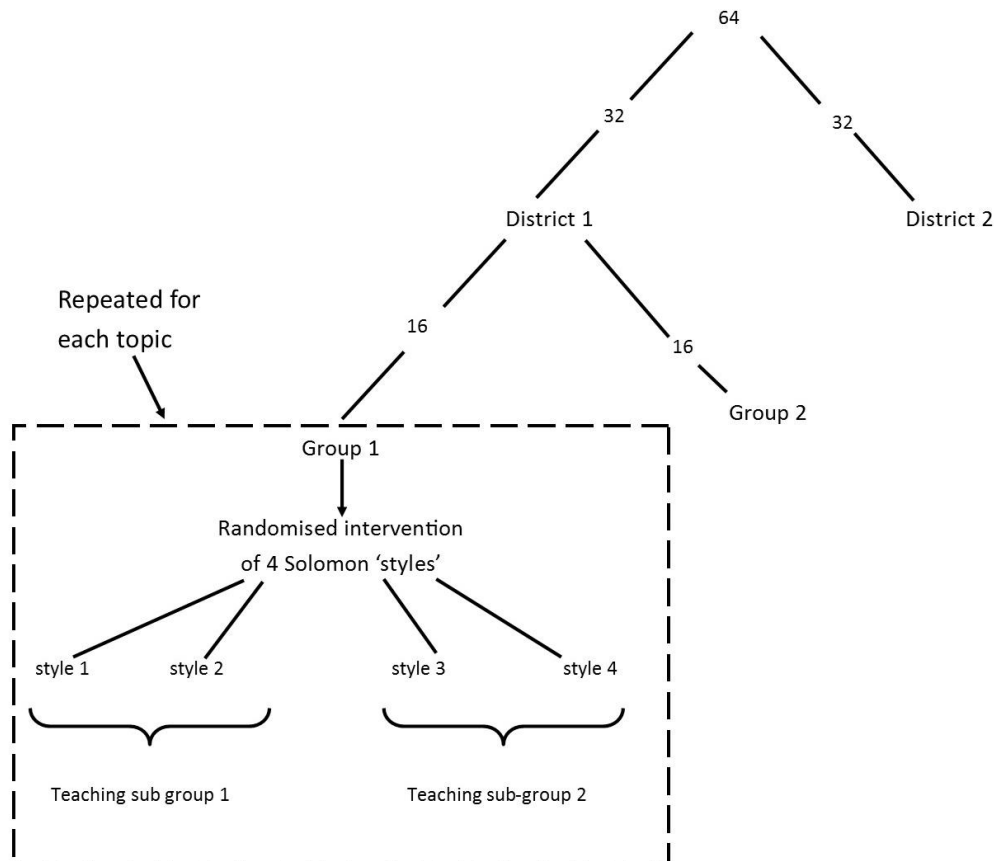 64
32
32
District 1
District 2
Repeated for
each topic
16
16
Group 2
Group 1
Randomised intervention
of 4 Solomon ‘styles’
style 1
style 2
style 3
style 4
Teaching sub group 1
Teaching sub-group 2